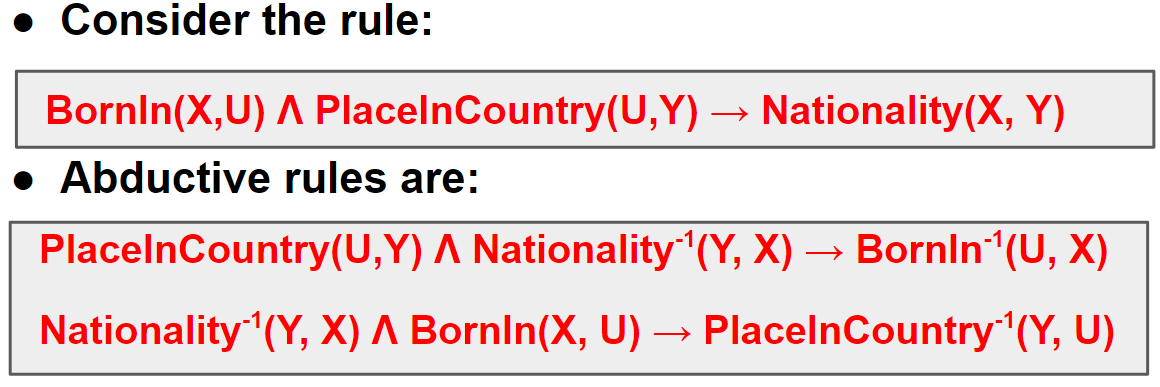 ● Consider the rule:
BornIn(X,U) Λ PlaceInCountry(U,Y) → Nationality(X, Y)
● Abductive rules are:
PlaceInCountry(U,Y) Λ Nationality⁻¹(Y, X) → BornIn⁻¹(U, X)
Nationality⁻¹(Y, X) Λ BornIn(X, U) → PlaceInCountry⁻¹(Y, U)